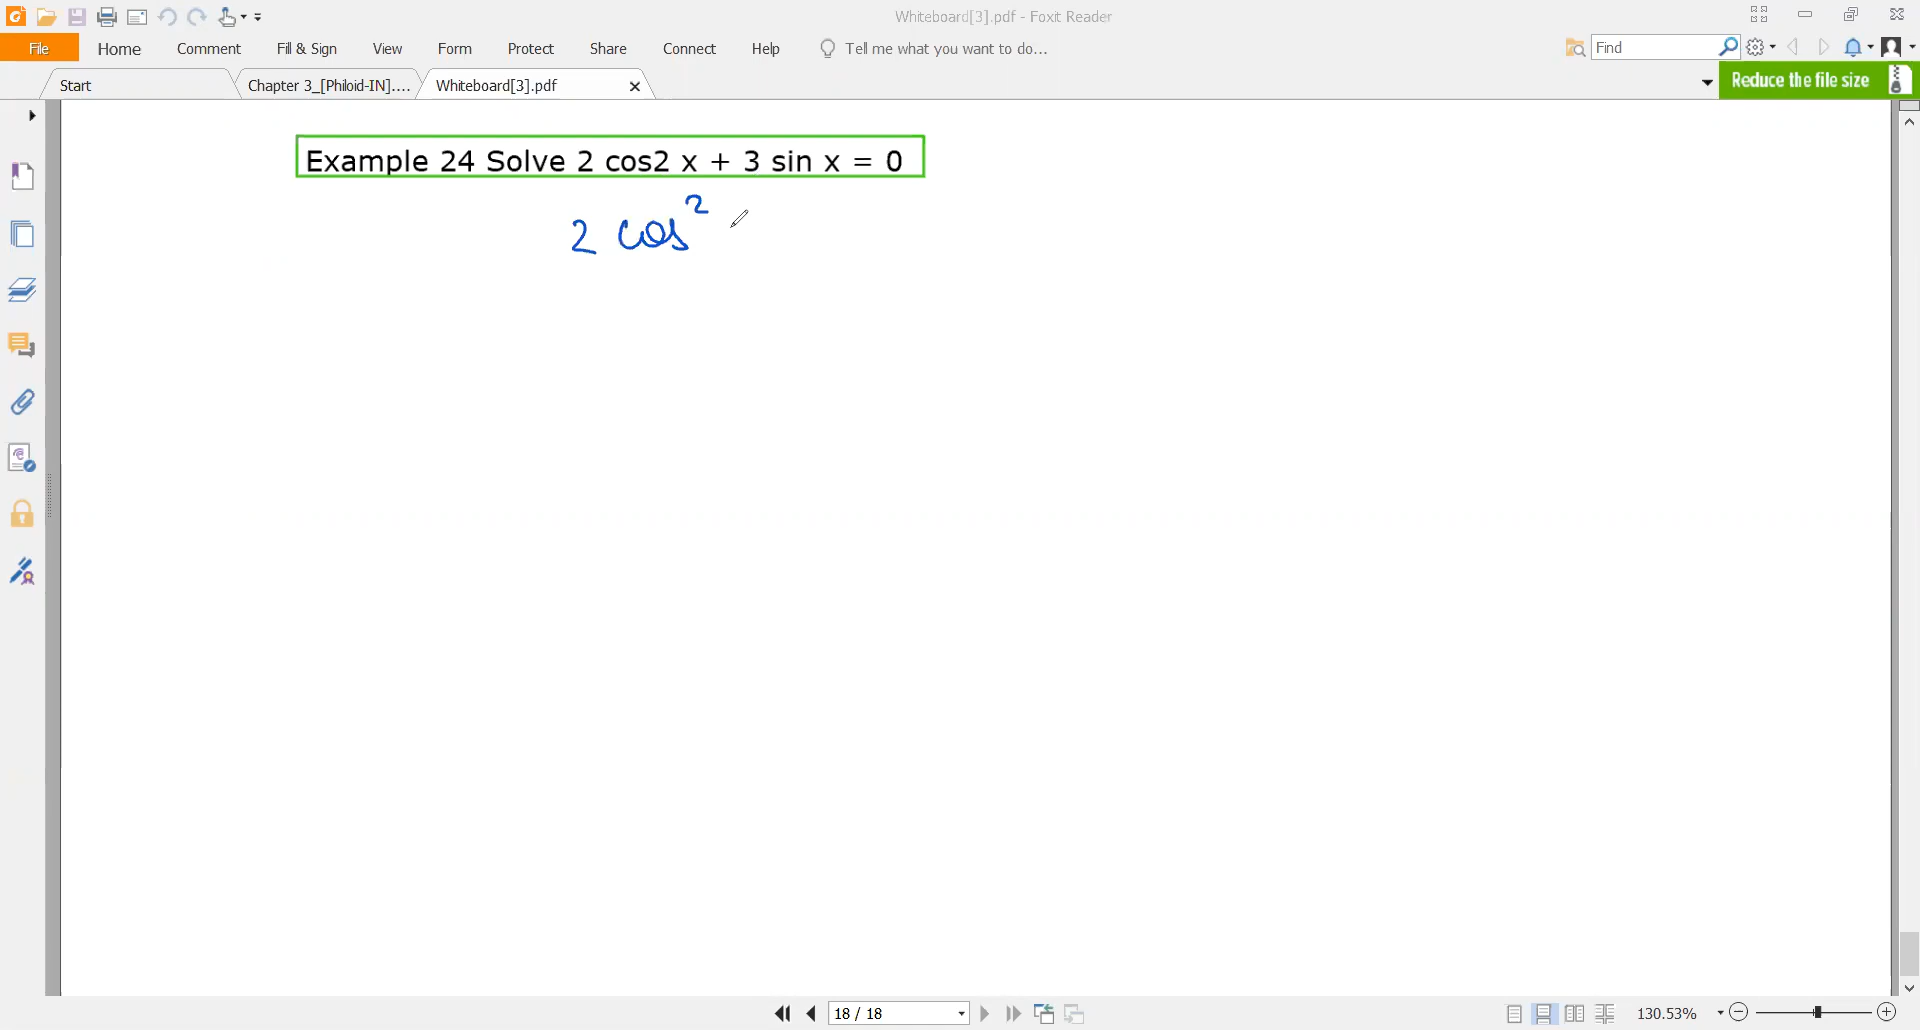 Whiteboard[3].pdf - Foxit Reader
File Home Comment Fill & Sign View Form Protect Share Connect Help Tell me what you want to do... Find
Start Chapter 3_[Philoid-IN].... Whiteboard[3].pdf Reduce the file size
Example 24 Solve 2 cos2 x + 3 sin x = 0
2 cos²
18 / 18 130.53%